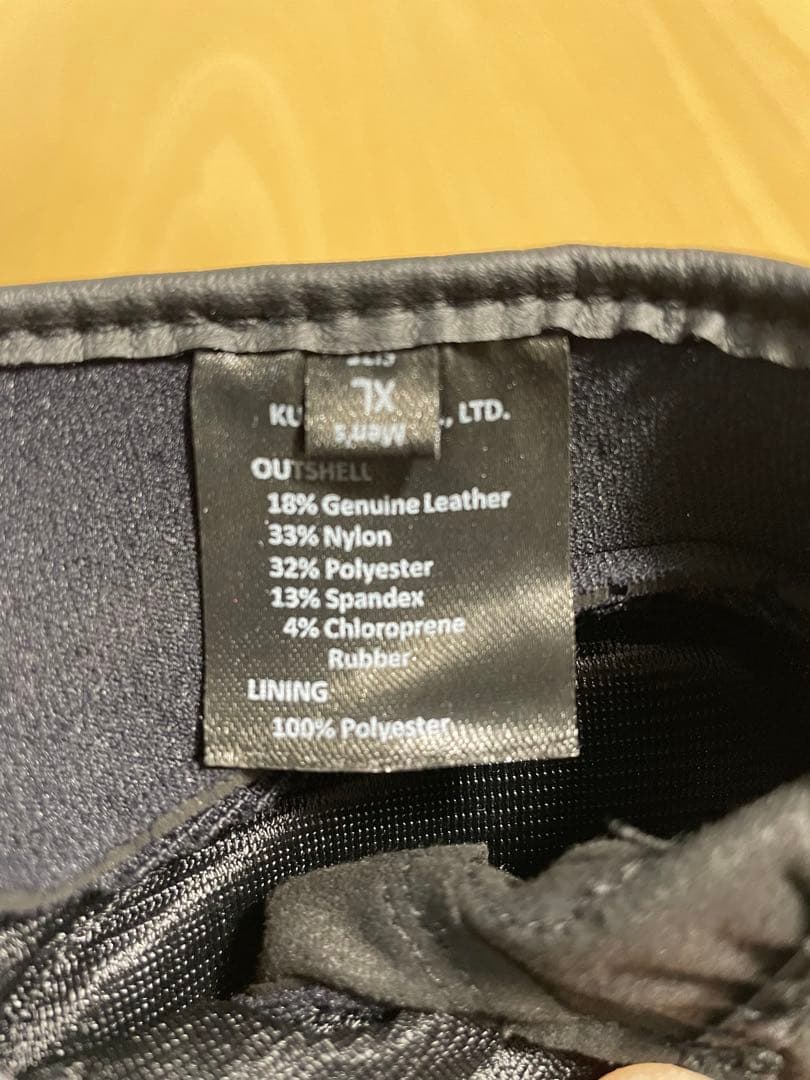 XL
Men's
KU
., LTD.
OUTSHELL
18% Genuine Leather
33% Nylon
32% Polyester
13% Spandex
4% Chloroprene
Rubber
LINING
100% Polyester